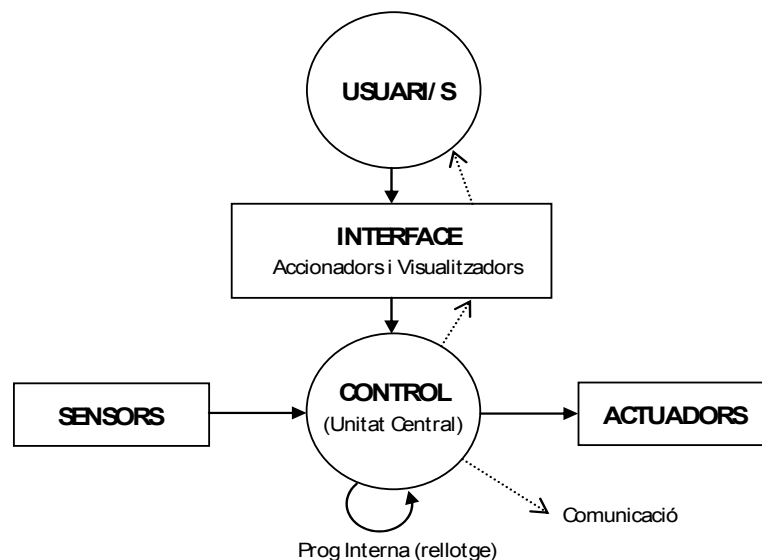 USUARI/S
INTERFACE
Accionadors i Visualitzadors
CONTROL
(Unitat Central)
SENSORS
ACTUADORS
Comunicació
Prog Interna (rellotge)